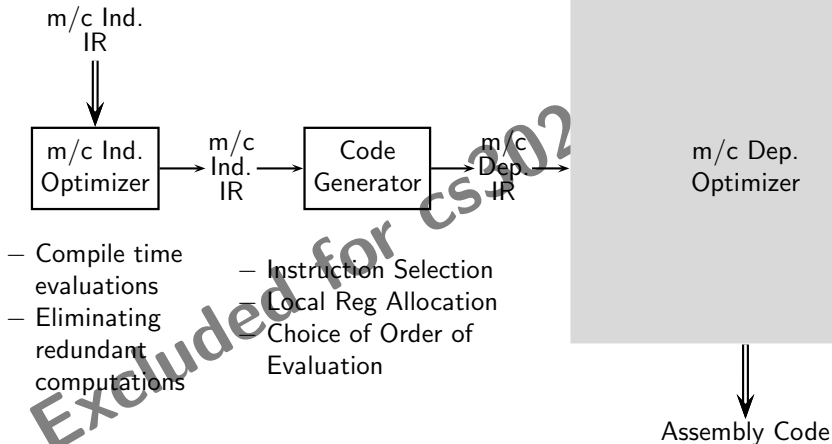 m/c Ind.
IR
m/c Ind.
Optimizer
m/c
Ind.
IR
Code
Generator
m/c
Dep.
IR
m/c Dep.
Optimizer
– Compile time
evaluations
– Eliminating
redundant
computations
– Instruction Selection
– Local Reg Allocation
– Choice of Order of
Evaluation
Excluded for cs302
Assembly Code